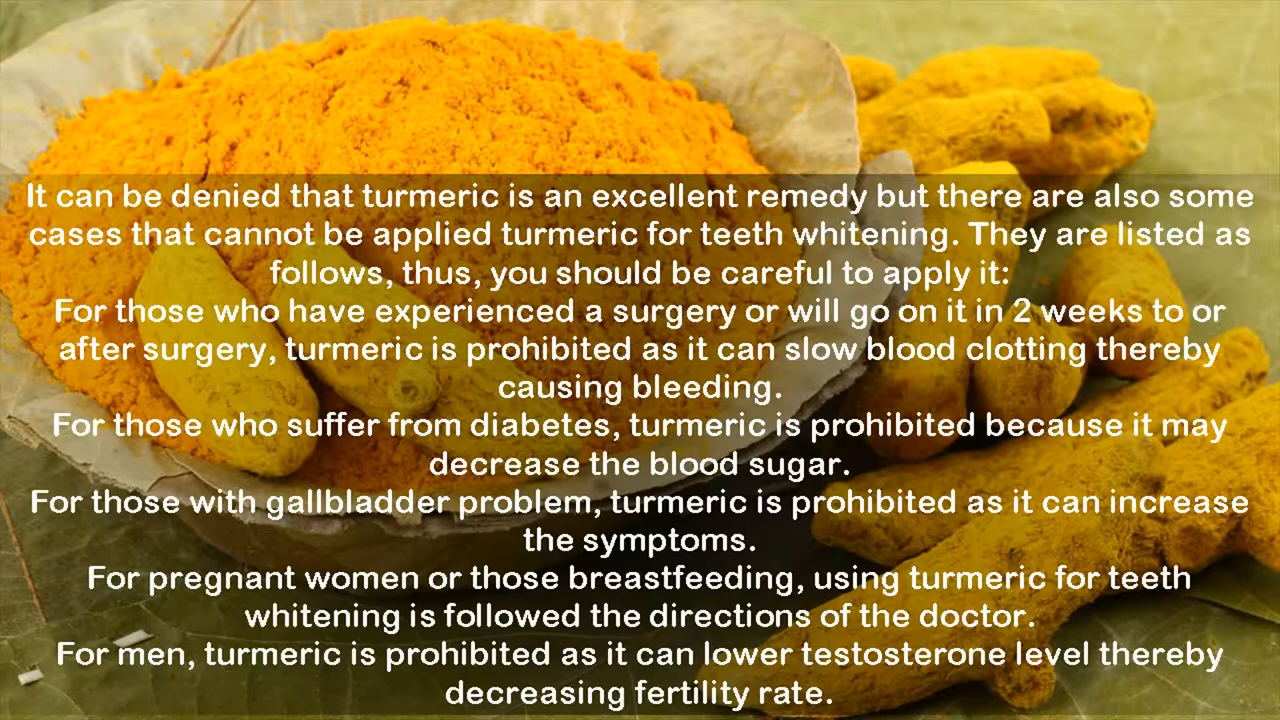 It can be denied that turmeric is an excellent remedy but there are also some
cases that cannot be applied turmeric for teeth whitening. They are listed as
follows, thus, you should be careful to apply it:
For those who have experienced a surgery or will go on it in 2 weeks to or
after surgery, turmeric is prohibited as it can slow blood clotting thereby
causing bleeding.
For those who suffer from diabetes, turmeric is prohibited because it may
decrease the blood sugar.
For those with gallbladder problem, turmeric is prohibited as it can increase
the symptoms.
For pregnant women or those breastfeeding, using turmeric for teeth
whitening is followed the directions of the doctor.
For men, turmeric is prohibited as it can lower testosterone level thereby
decreasing fertility rate.